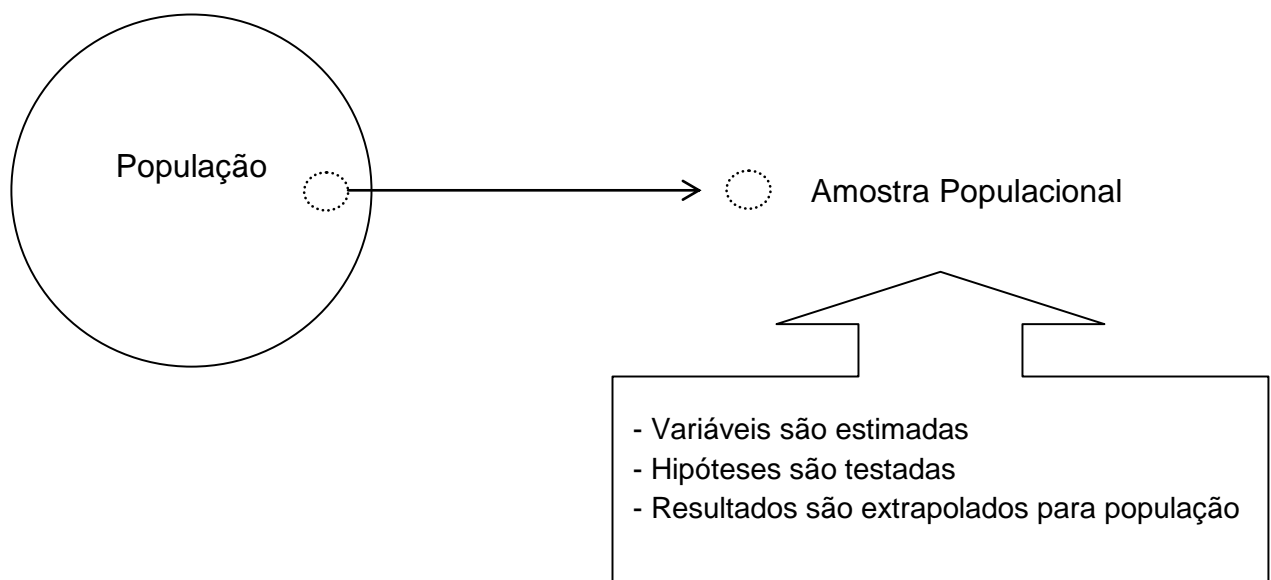 População
Amostra Populacional
- Variáveis são estimadas
- Hipóteses são testadas
- Resultados são extrapolados para população